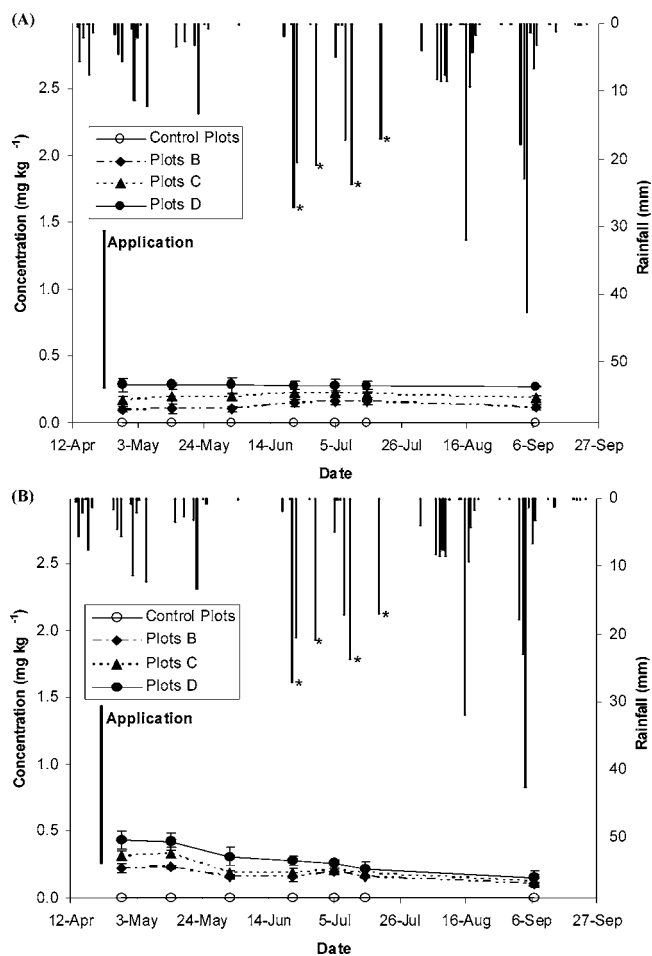 (A)
0
10
20
30
40
50
Rainfall (mm)
2.5
2.0
1.5
1.0
0.5
0.0
Concentration (mg kg -1)
Control Plots
Plots B
Plots C
Plots D
Application
*
*
*
*
12-Apr 3-May 24-May 14-Jun 5-Jul 26-Jul 16-Aug 6-Sep 27-Sep
Date
(B)
0
10
20
30
40
50
Rainfall (mm)
2.5
2.0
1.5
1.0
0.5
0.0
Concentration (mg kg -1)
Control Plots
Plots B
Plots C
Plots D
Application
*
*
*
*
12-Apr 3-May 24-May 14-Jun 5-Jul 26-Jul 16-Aug 6-Sep 27-Sep
Date